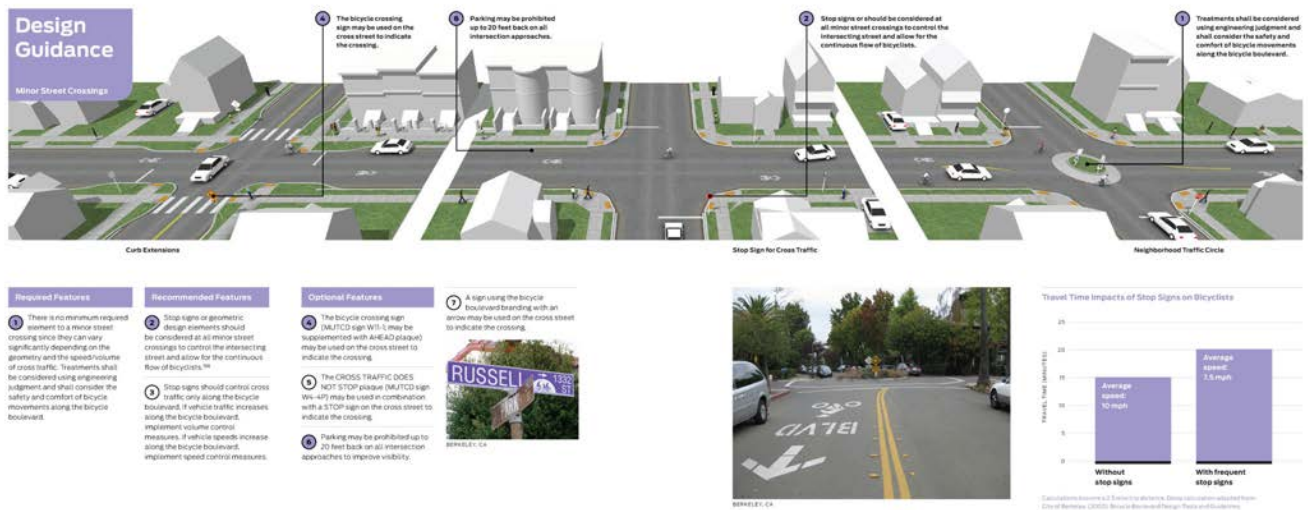 Design
Guidance
Minor Street Crossings
4
The bicycle crossing
sign may be used on the
cross street to indicate
the crossing.
6
Parking may be prohibited
up to 20 feet back on all
intersection approaches.
2
Stop signs or should be considered at
all minor street crossings to control the
intersecting street and allow for the
continuous flow of bicyclists.
1
Treatments shall be considered
using engineering judgment and
shall consider the safety and
comfort of bicycle movements
along the bicycle boulevard.
Curb Extensions
Stop Sign for Cross Traffic
Neighborhood Traffic Circle
Required Features
1 There is no minimum required
element to a minor street
crossing since they can vary
significantly depending on the
geometry and the speed/volume
of cross traffic. Treatments shall
be considered using engineering
judgment and shall consider the
safety and comfort of bicycle
movements along the bicycle
boulevard.
Recommended Features
2 Stop signs or geometric
design elements should
be considered at all minor street
crossings to control the intersecting
street and allow for the continuous
flow of bicyclists.
3 Stop signs should control cross
traffic only along the bicycle
boulevard. If vehicle traffic increases
along the bicycle boulevard,
implement volume control
measures. If vehicle speeds increase
along the bicycle boulevard,
implement speed control measures.
Optional Features
4 The bicycle crossing sign
(MUTCD sign W11-1; may be
supplemented with AHEAD plaque)
may be used on the cross street to
indicate the crossing.
5 The CROSS TRAFFIC DOES
NOT STOP plaque (MUTCD sign
W4-4P) may be used in combination
with a STOP sign on the cross street to
indicate the crossing.
6 Parking may be prohibited up to
20 feet back on all intersection
approaches to improve visibility.
7 A sign using the bicycle
boulevard branding with an
arrow may be used on the cross street
to indicate the crossing.
RUSSELL 1332
ST
BERKELEY, CA
BLVD
BERKELEY, CA
Travel Time Impacts of Stop Signs on Bicyclists
TRAVEL TIME (MINUTES)
25
20
15
10
5
0
Average
speed:
10 mph
Average
speed:
7.5 mph
Without
stop signs
With frequent
stop signs